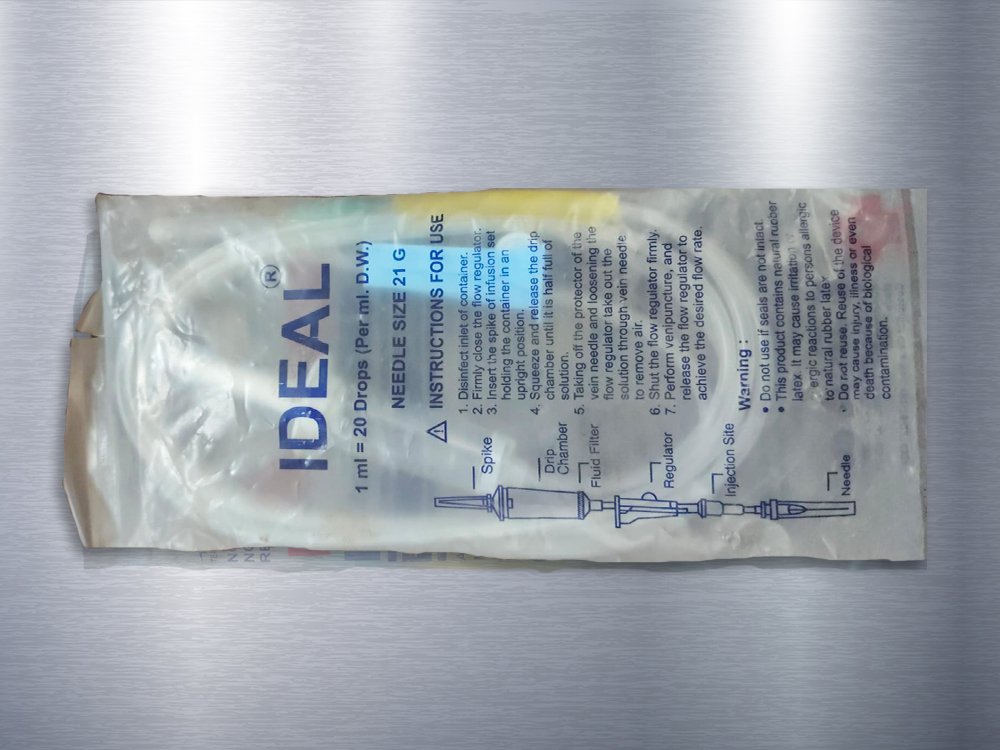 IDEAL ®
1 ml = 20 Drops (Per ml. D.W.)
NEEDLE SIZE 21 G
INSTRUCTIONS FOR USE
1. Disinfect inlet of container.
2. Firmly close the flow regulator.
3. Insert the spike of infusion set
holding the container in an
upright position.
4. Squeeze and release the drip
chamber until it is half full of
solution.
5. Taking off the protector of the
vein needle and loosening the
flow regulator take out the
solution through vein needle
to remove air.
6. Shut the flow regulator firmly.
7. Perform venipuncture, and
release the flow regulator to
achieve the desired flow rate.
Warning :
• Do not use if seals are not intact.
• This product contains natural rubber
latex. It may cause irritation
ergic reactions to persons allergic
to natural rubber latex
• Do not reuse. Reuse of the device
may cause injury, illness or even
death because of biological
contamination.
Spike
Drip
Chamber
Fluid Filter
Regulator
Injection Site
Needle